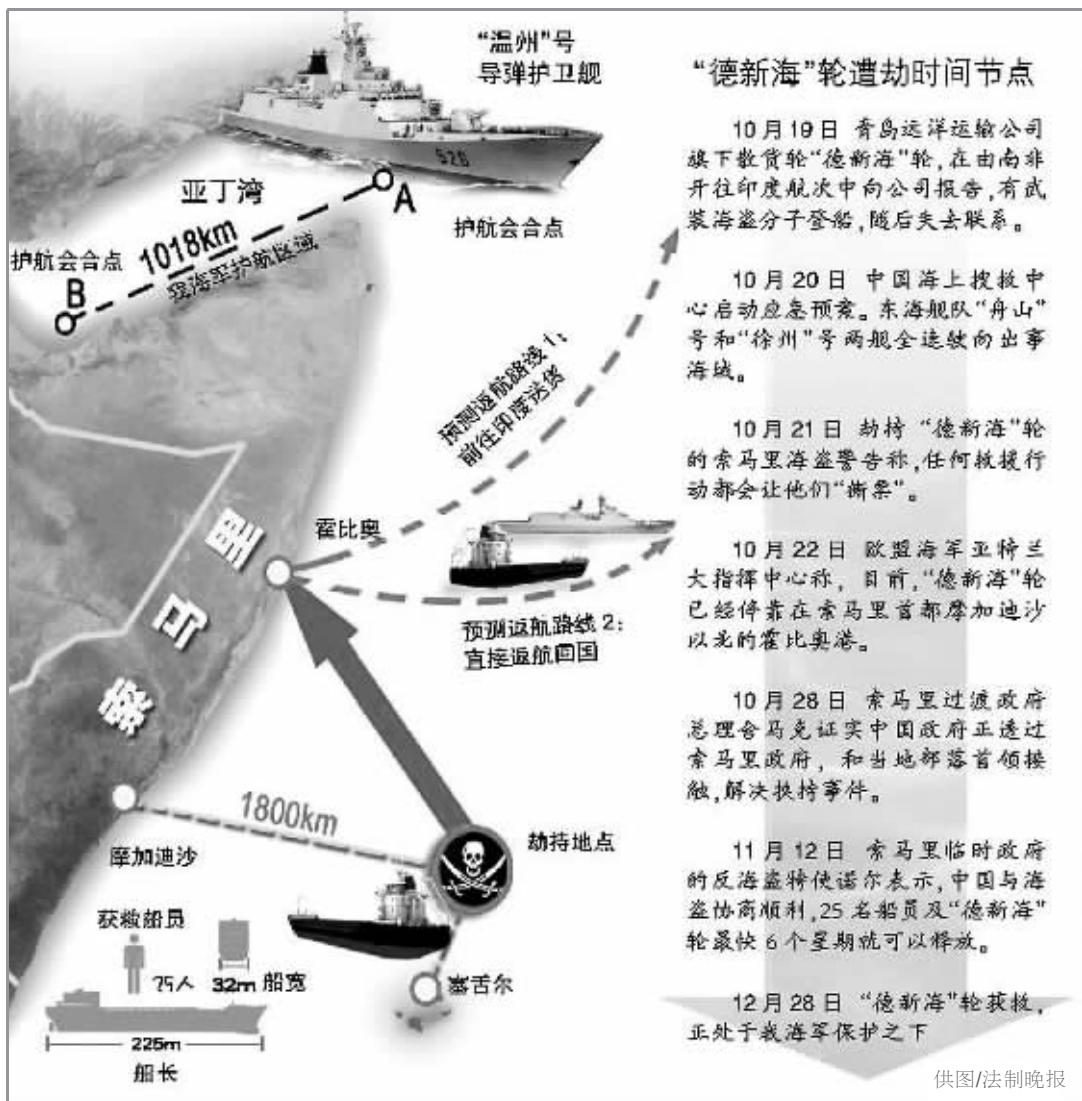 “温州”号
导弹护卫舰
526
亚丁湾
A
护航会合点
1018km
我海军护航区域
护航会合点
B
预测返航路线1：
前往印度送货
霍比奥
预测返航路线2：
直接返航回国
索马里
1800km
摩加迪沙
劫持地点
获救船员
25人
32m 船宽
塞舌尔
225m
船长
“德新海”轮遭劫时间节点
10月19日 青岛远洋运输公司
旗下散货轮“德新海”轮，在由南非
开往印度航次中向公司报告，有武
装海盗分子登船，随后失去联系。
10月20日 中国海上搜救中
心启动应急预案。东海舰队“舟山”
号和“徐州”号两舰全速驶向出事
海域。
10月21日 劫持“德新海”轮
的索马里海盗警告称，任何救援行
动都会让他们“撕票”。
10月22日 欧盟海军亚特兰
大指挥中心称，目前，“德新海”轮
已经停靠在索马里首都摩加迪沙
以北的霍比奥港。
10月28日 索马里过渡政府
总理舍马克证实中国政府正透过
索马里政府，和当地部落首领接
触，解决挟持事件。
11月12日 索马里临时政府
的反海盗特使诺尔表示，中国与海
盗协商顺利，25名船员及“德新海”
轮最快6个星期就可以释放。
12月28日 “德新海”轮获救，
正处于我海军保护之下
供图/法制晚报